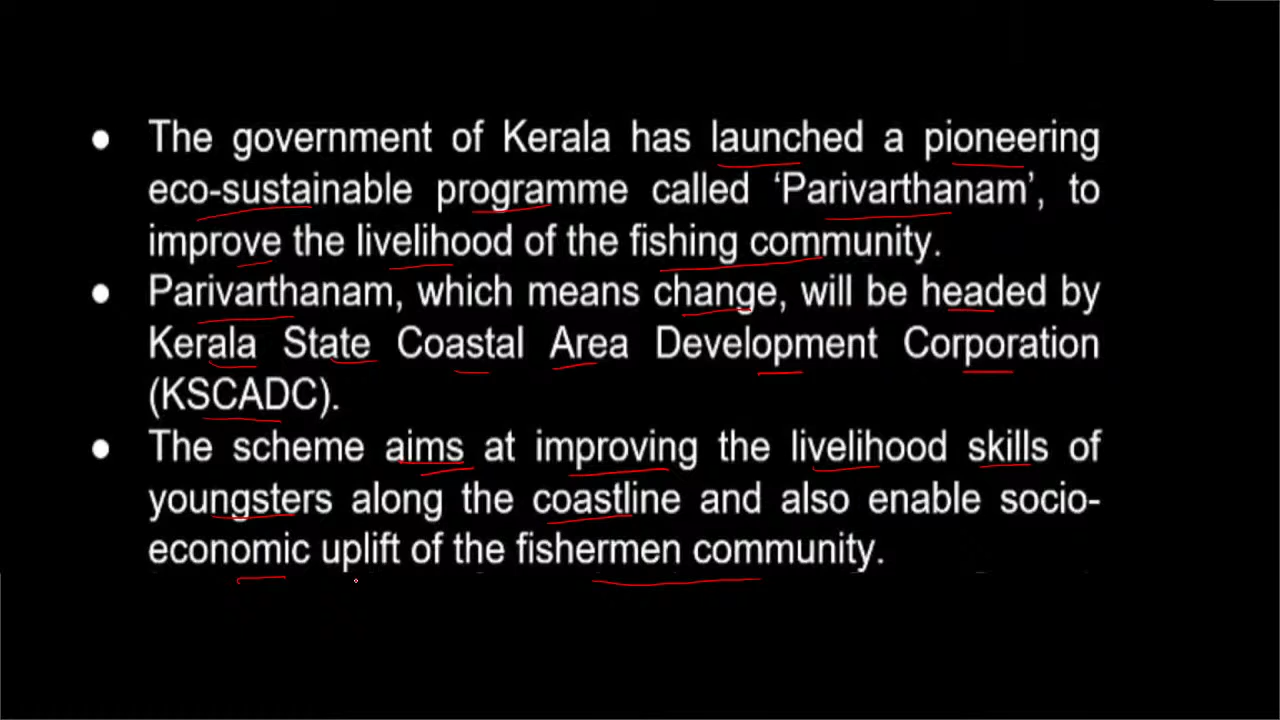 ● The government of Kerala has launched a pioneering
eco-sustainable programme called ‘Parivarthanam’, to
improve the livelihood of the fishing community.
● Parivarthanam, which means change, will be headed by
Kerala State Coastal Area Development Corporation
(KSCADC).
● The scheme aims at improving the livelihood skills of
youngsters along the coastline and also enable socio-
economic uplift of the fishermen community.